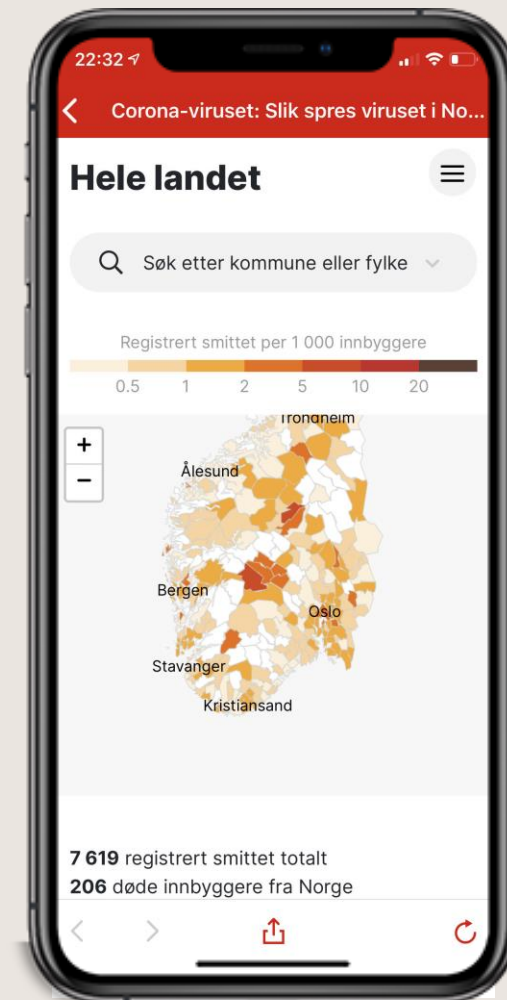 22:32
Corona-viruset: Slik spres viruset i No...
Hele landet
Søk etter kommune eller fylke
Registrert smittet per 1 000 innbyggere
0.5 1 2 5 10 20
+
−
Trondheim
Ålesund
Bergen
Oslo
Stavanger
Kristiansand
7 619 registrert smittet totalt
206 døde innbyggere fra Norge